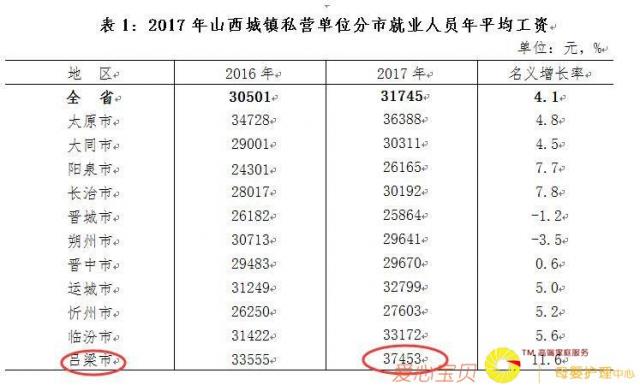 表 1：2017 年山西城镇私营单位分市就业人员年平均工资
单位：元，%
地 区 2016 年 2017 年 名义增长率
全 省 30501 31745 4.1
太原市 34728 36388 4.8
大同市 29001 30311 4.5
阳泉市 24301 26165 7.7
长治市 28017 30192 7.8
晋城市 26182 25864 -1.2
朔州市 30713 29641 -3.5
晋中市 29483 29670 0.6
运城市 31249 32799 5.0
忻州市 26250 27603 5.2
临汾市 31422 33172 5.6
吕梁市 33555 37453 11.6
TM 高端家庭服务
爱心宝贝 母婴护理中心